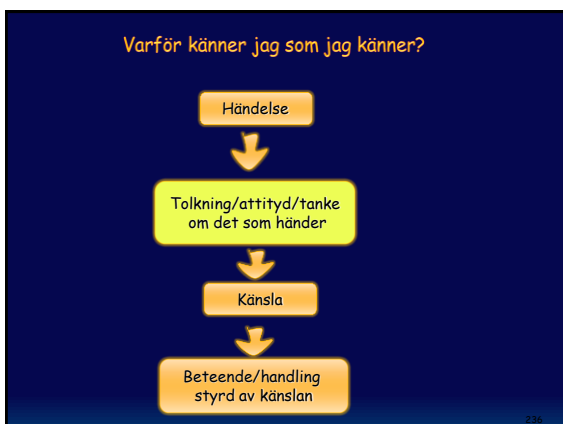 Varför känner jag som jag känner?
Händelse
Tolkning/attityd/tanke
om det som händer
Känsla
Beteende/handling
styrd av känslan
236